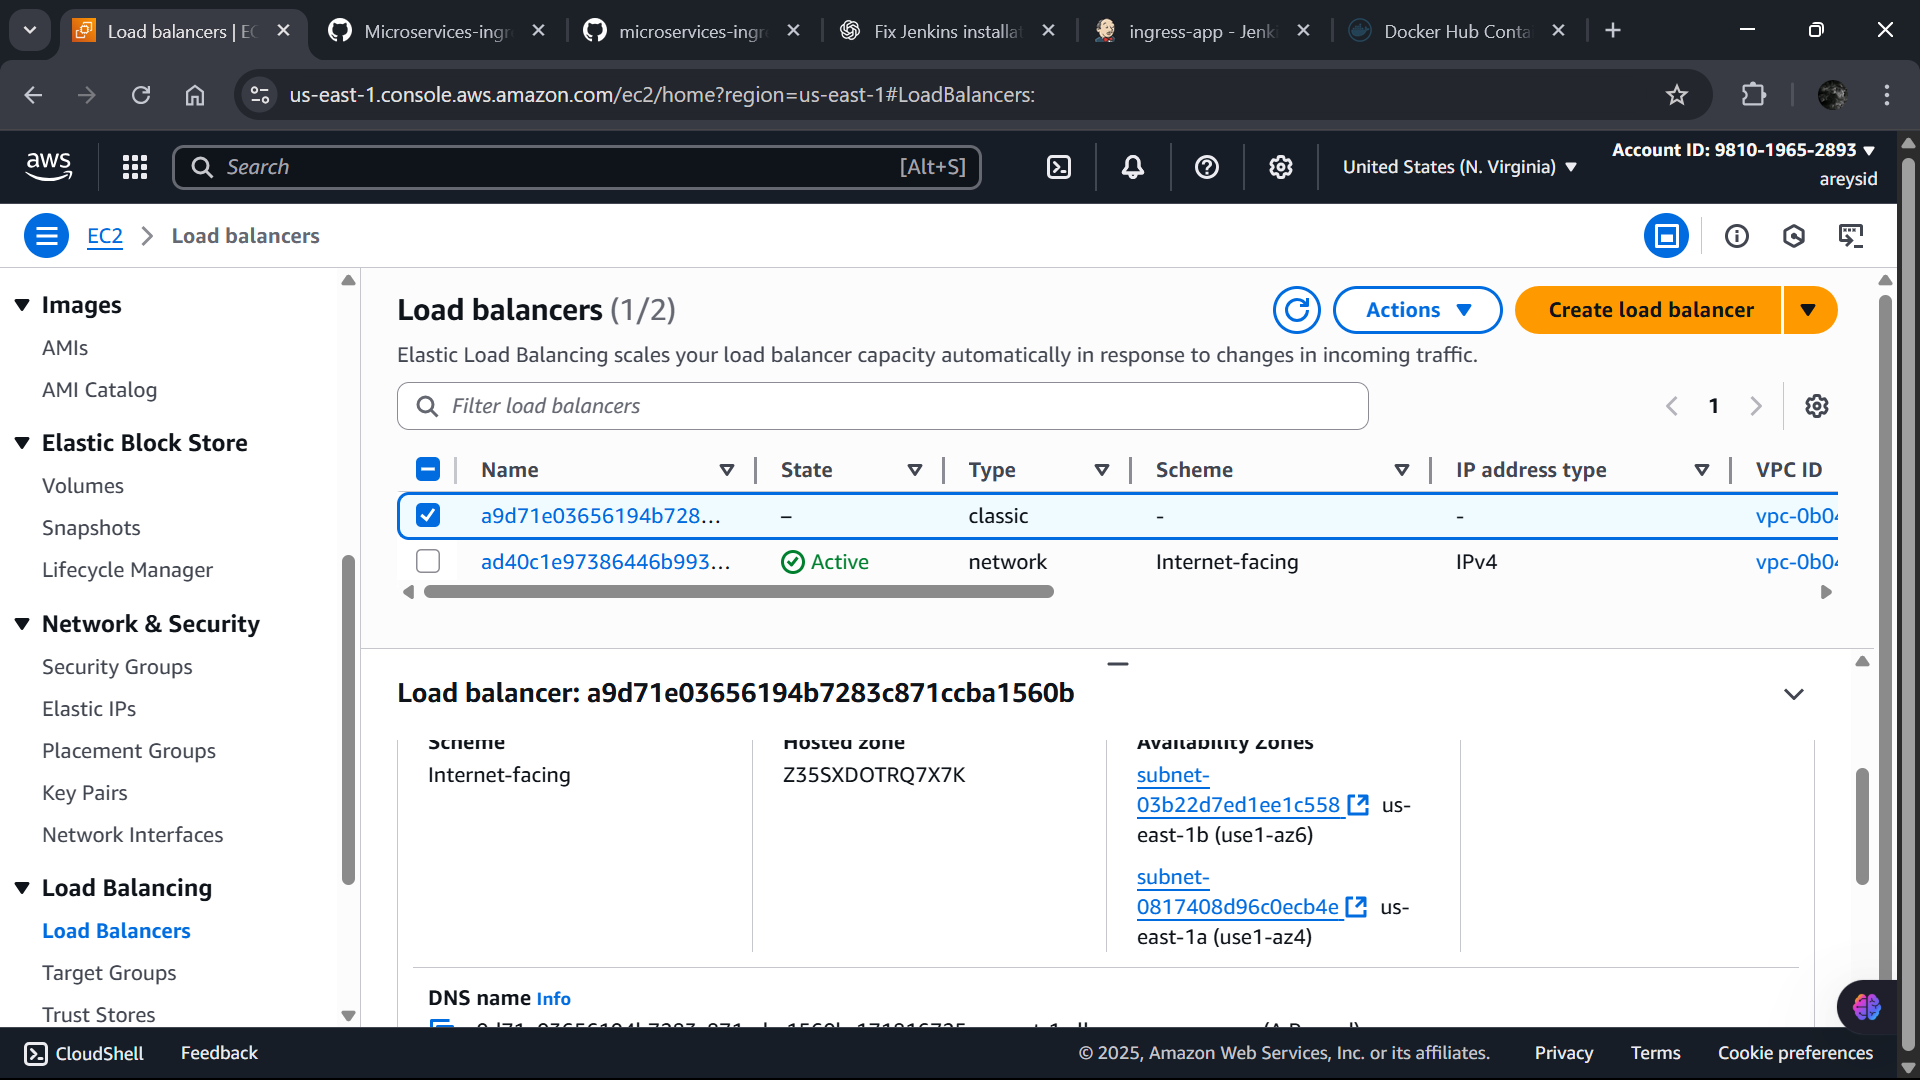 Load balancers | EC
Microservices-ingr
microservices-ingr
Fix Jenkins installat
ingress-app - Jenki
Docker Hub Conta
us-east-1.console.aws.amazon.com/ec2/home?region=us-east-1#LoadBalancers:
aws
Search
[Alt+S]
United States (N. Virginia)
Account ID: 9810-1965-2893
areysid
EC2
Load balancers
Images
AMIs
AMI Catalog
Elastic Block Store
Volumes
Snapshots
Lifecycle Manager
Network & Security
Security Groups
Elastic IPs
Placement Groups
Key Pairs
Network Interfaces
Load Balancing
Load Balancers
Target Groups
Trust Stores
Load balancers (1/2)
Actions
Create load balancer
Elastic Load Balancing scales your load balancer capacity automatically in response to changes in incoming traffic.
Filter load balancers
1
Name State Type Scheme IP address type VPC ID
a9d71e03656194b728... – classic - - vpc-0b04
ad40c1e97386446b993... Active network Internet-facing IPv4 vpc-0b04
Load balancer: a9d71e03656194b7283c871ccba1560b
Scheme
Internet-facing
Hosted zone
Z35SXDOTRQ7X7K
Availability Zones
subnet-
03b22d7ed1ee1c558 us-
east-1b (use1-az6)
subnet-
0817408d96c0ecb4e us-
east-1a (use1-az4)
DNS name Info
CloudShell
Feedback
© 2025, Amazon Web Services, Inc. or its affiliates.
Privacy
Terms
Cookie preferences